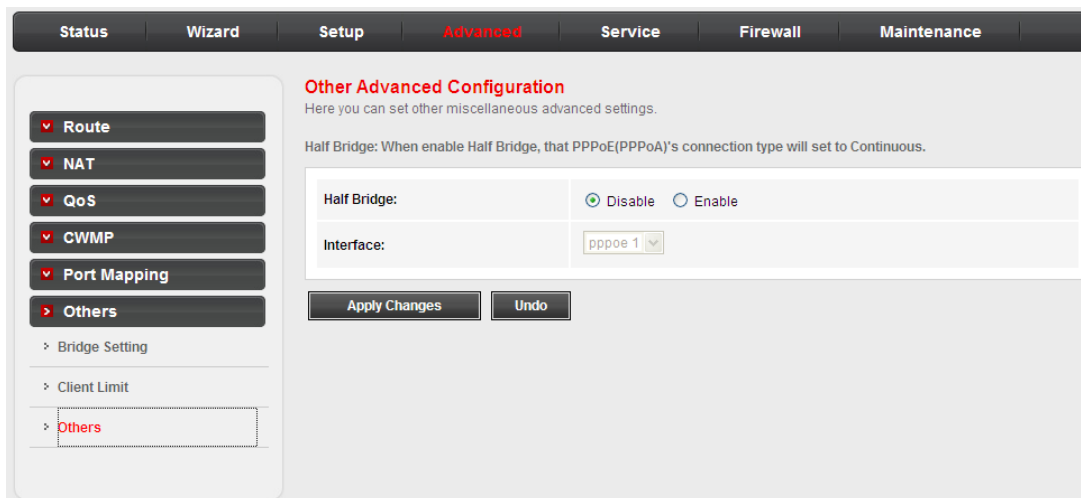 Status Wizard Setup Advanced Service Firewall Maintenance
Route
NAT
QoS
CWMP
Port Mapping
Others
Bridge Setting
Client Limit
Others
Other Advanced Configuration
Here you can set other miscellaneous advanced settings.
Half Bridge: When enable Half Bridge, that PPPoE(PPPoA)'s connection type will set to Continuous.
Half Bridge: Disable Enable
Interface: pppoe 1
Apply Changes Undo